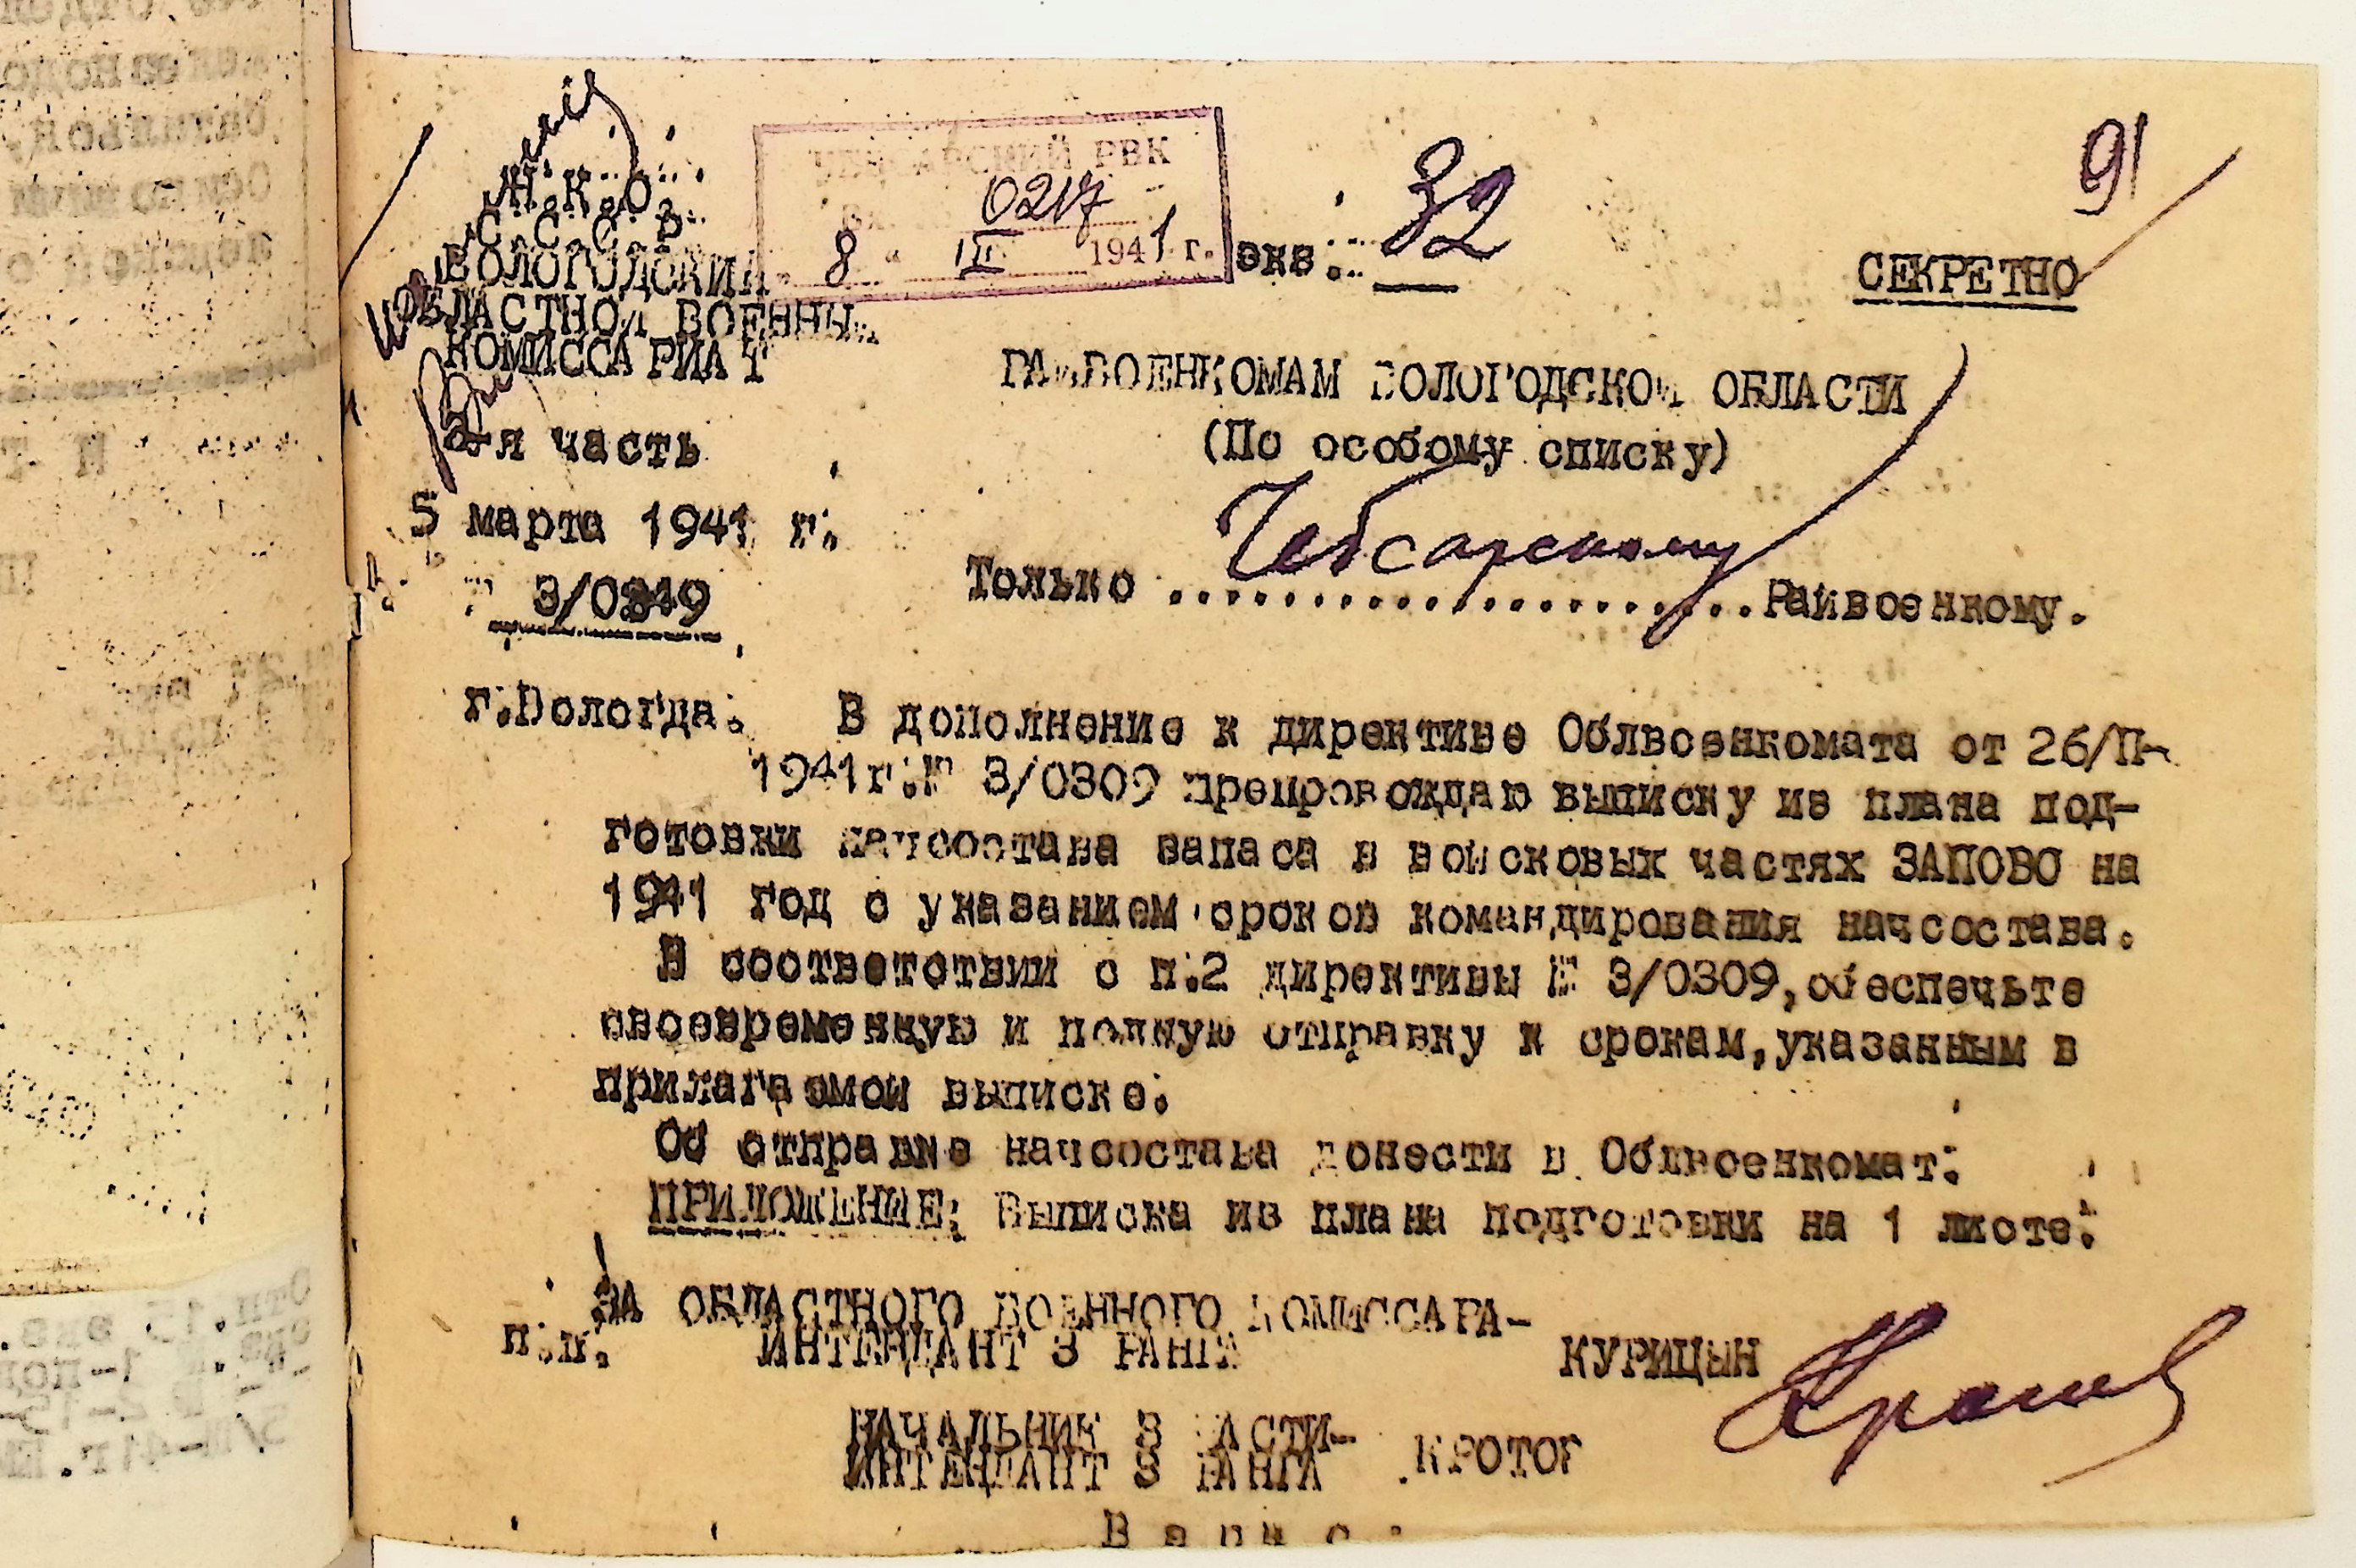 91
СЕКРЕТНО
ЧЕБСАРСКИЙ РВК
0217
8 " III 1941 г.
экз. 32
Н.К.О.
С.С.С.Р.
ВОЛОГОДСКИЙ
ОБЛАСТНОЙ ВОЕННЫЙ
КОМИССАРИАТ
3-я часть
5 марта 1941 г.
№ 3/0349
г.Вологда.
РАЙВОЕНКОМАМ ВОЛОГОДСКОЙ ОБЛАСТИ
(По особому списку)
Только Чебсарскому Райвоенкому.
В дополнение к директиве Облвоенкомата от 26/П-
1941г.№ 3/0309 препровождаю выписку из плана под-
готовки начсостава запаса в войсковых частях ЗАПОВО на
1941 год с указанием сроков командирования начсостава.
В соответствии с п.2 директивы № 3/0309, обеспечьте
своевременную и полную отправку к срокам, указанным в
прилагаемой выписке.
Об отправке начсостава донести в Облвоенкомат.
ПРИЛОЖЕНИЕ: Выписка из плана подготовки на 1 листе.
ЗА ОБЛАСТНОГО ВОЕННОГО КОМИССАРА-
п.п. ИНТЕНДАНТ 3 РАНГА КУРИЦЫН
НАЧАЛЬНИК 3 ЧАСТИ-
ИНТЕНДАНТ 3 РАНГА КРОТОВ